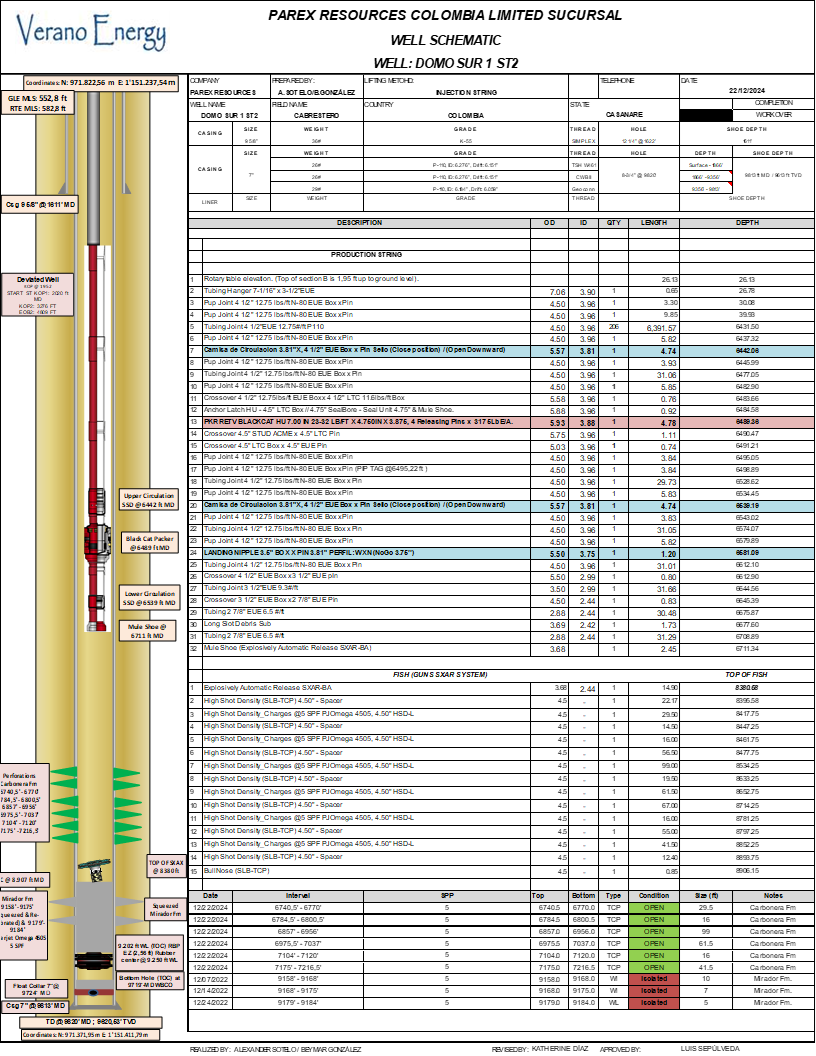 Verano Energy
PAREX RESOURCES COLOMBIA LIMITED SUCURSAL
WELL SCHEMATIC
WELL: DOMO SUR 1 ST2
Coordinates: N: 971.822,56 m E: 1'151.237,54 m
GLE MLS: 552,8 ft
RTE MLS: 582,8 ft
COMPANY PREPARED BY: LIFTING METOHD: TELEPHONE DATE
PAREX RESOURCES A. SOTELO/B.GONZÁLEZ INJECTION STRING 22/12/2024
WELL NAME FIELD NAME COUNTRY STATE COMPLETION
DOMO SUR 1 ST2 CABRESTERO COLOMBIA CASANARE WORKOVER
CASING SIZE WEIGHT GRADE THREAD HOLE SHOE DEPTH
9 5/8" 36# K-55 SIMPLEX 12 1/4" @ 1622' 1611'
CASING SIZE WEIGHT GRADE THREAD HOLE DEPTH SHOE DEPTH
7" 26# P-110, ID: 6.276", Drift: 6.151" TSH W461 8-3/4" @ 9820' 9813 ft MD / 9613 ft TVD
26# P-110, ID: 6.276", Drift: 6.151" CWB8
29# P-110, ID: 6.184", Drift: 6.059" Geoconn 9356' - 9813'
LINER SIZE WEIGHT GRADE THREAD SHOE DEPTH
Csg 9 5/8" @ 1611' MD
Deviated Well
START ST KOP1: 2020 ft MD
KOP2: 3276 FT
EOB2: 4809 FT
DESCRIPTION OD ID QTY LENGTH DEPTH
PRODUCTION STRING
1 Rotary table elevation. (Top of section B is 1,95 ft up to ground level). 26.13 26.13
2 Tubing Hanger 7-1/16" x 3-1/2"EUE 7.06 3.90 1 0.65 26.78
3 Pup Joint 4 1/2" 12.75 lbs/ft N-80 EUE Box x Pin 4.50 3.96 1 3.30 30.08
4 Pup Joint 4 1/2" 12.75 lbs/ft N-80 EUE Box x Pin 4.50 3.96 1 9.85 39.93
5 Tubing Joint 4 1/2"EUE 12.75#/ft P110 4.50 3.96 206 6,391.57 6431.50
6 Pup Joint 4 1/2" 12.75 lbs/ft N-80 EUE Box x Pin 4.50 3.96 1 5.82 6437.32
7 Camisa de Circulacion 3.81"X, 4 1/2" EUE Box x Pin Sello (Close position) / (Open Downward) 5.57 3.81 1 4.74 6442.06
8 Pup Joint 4 1/2" 12.75 lbs/ft N-80 EUE Box x Pin 4.50 3.96 1 3.93 6445.99
9 Tubing Joint 4 1/2" 12.75 lbs/ft N-80 EUE Box x Pin 4.50 3.96 1 31.06 6477.05
10 Pup Joint 4 1/2" 12.75 lbs/ft N-80 EUE Box x Pin 4.50 3.96 1 5.85 6482.90
11 Crossover 4 1/2" 12.75lbs/ft EUE Box x 4 1/2" LTC 11.6lbs/ft Box 5.58 3.96 1 0.76 6483.66
12 Anchor Latch HU - 4.5" LTC Box // 4.75" SealBore - Seal Unit 4.75" & Mule Shoe. 5.88 3.96 1 0.92 6484.58
13 PKR RETV BLACKCAT HU 7.00 IN 23-32 LB/FT X 4.750IN X 3.875, 4 Releasing Pins x 3175Lb E/A. 5.93 3.88 1 4.78 6489.36
14 Crossover 4.5" STUD ACME x 4.5" LTC Pin 5.75 3.96 1 1.11 6490.47
15 Crossover 4.5" LTC Box x 4.5" EUE Pin 5.03 3.96 1 0.74 6491.21
16 Pup Joint 4 1/2" 12.75 lbs/ft N-80 EUE Box x Pin 4.50 3.96 1 3.84 6495.05
17 Pup Joint 4 1/2" 12.75 lbs/ft N-80 EUE Box x Pin (PIP TAG @6495,22 ft ) 4.50 3.96 1 3.84 6498.89
18 Tubing Joint 4 1/2" 12.75 lbs/ft N-80 EUE Box x Pin 4.50 3.96 1 29.73 6528.62
19 Pup Joint 4 1/2" 12.75 lbs/ft N-80 EUE Box x Pin 4.50 3.96 1 5.83 6534.45
20 Camisa de Circulacion 3.81"X, 4 1/2" EUE Box x Pin Sello (Close position) / (Open Downward) 5.57 3.81 1 4.74 6539.19
21 Pup Joint 4 1/2" 12.75 lbs/ft N-80 EUE Box x Pin 4.50 3.96 1 3.83 6543.02
22 Tubing Joint 4 1/2" 12.75 lbs/ft N-80 EUE Box x Pin 4.50 3.96 1 31.05 6574.07
23 Pup Joint 4 1/2" 12.75 lbs/ft N-80 EUE Box x Pin 4.50 3.96 1 5.82 6579.89
24 LANDING NIPPLE 3.5" BOX X PIN 3.81" PERFIL: WXN (NoGo 3.75") 5.50 3.75 1 1.20 6581.09
25 Tubing Joint 4 1/2" 12.75 lbs/ft N-80 EUE Box x Pin 4.50 3.96 1 31.01 6612.10
26 Crossover 4 1/2" EUE Box x 3 1/2" EUE pin 5.50 2.99 1 0.80 6612.90
27 Tubing Joint 3 1/2"EUE 9.3#/ft 3.50 2.99 1 31.66 6644.56
28 Crossover 3 1/2" EUE Box x 2 7/8" EUE Pin 4.50 2.44 1 0.83 6645.39
29 Tubing 2 7/8" EUE 6.5 #/ft 2.88 2.44 1 30.48 6675.87
30 Long Slot Debris Sub 3.69 2.42 1 1.73 6677.60
31 Tubing 2 7/8" EUE 6.5 #/ft 2.88 2.44 1 31.29 6708.89
32 Mule Shoe (Explosively Automatic Release SXAR-BA) 3.68 1 2.45 6711.34
Upper Circulation SSD @ 6442 ft MD
Black Cat Packer @ 6489 ft MD
Lower Circulation SSD @ 6539 ft MD
Mule Shoe @ 6711 ft MD
FISH (GUNS SXAR SYSTEM) TOP OF FISH
1 Explosively Automatic Release SXAR-BA 3.68 2.44 1 14.90 8380.68
2 High Shot Density (SLB-TCP) 4.50" - Spacer 4.5 - 1 22.17 8395.58
3 High Shot Density_Charges @5 SPF PJOmega 4505, 4.50" HSD-L 4.5 - 1 29.50 8417.75
4 High Shot Density (SLB-TCP) 4.50" - Spacer 4.5 - 1 14.50 8447.25
5 High Shot Density_Charges @5 SPF PJOmega 4505, 4.50" HSD-L 4.5 - 1 16.00 8461.75
6 High Shot Density (SLB-TCP) 4.50" - Spacer 4.5 - 1 56.50 8477.75
7 High Shot Density_Charges @5 SPF PJOmega 4505, 4.50" HSD-L 4.5 - 1 99.00 8534.25
8 High Shot Density (SLB-TCP) 4.50" - Spacer 4.5 - 1 19.50 8633.25
9 High Shot Density_Charges @5 SPF PJOmega 4505, 4.50" HSD-L 4.5 - 1 61.50 8652.75
10 High Shot Density (SLB-TCP) 4.50" - Spacer 4.5 - 1 67.00 8714.25
11 High Shot Density_Charges @5 SPF PJOmega 4505, 4.50" HSD-L 4.5 - 1 16.00 8781.25
12 High Shot Density (SLB-TCP) 4.50" - Spacer 4.5 - 1 55.00 8797.25
13 High Shot Density_Charges @5 SPF PJOmega 4505, 4.50" HSD-L 4.5 - 1 41.50 8852.25
14 High Shot Density (SLB-TCP) 4.50" - Spacer 4.5 - 1 12.40 8893.75
15 Bull Nose (SLB-TCP) 4.5 - 1 0.85 8906.15
Perforations
Carbonera Fm
6740,5' - 6770'
784,5' - 6800,5'
6857' - 6956'
6975,5' - 7037'
7104' - 7120'
7175' - 7216,5'
TOP OF SXAX @ 8380 ft
C @ 8.907 ft MD
Mirador Fm
9158' - 9175'
squeezed & Re-
orated) & 9179'-
9184'
erjet Omega 4505
5 SPF
Squeezed Mirador Fm
9.202 ft WL (TOC) RBP EZ (2,56 ft) Rubber center @ 9.250 ft WL
Bottom Hole (TOC) at 9719' MDWBCO
Float Collar 7" @ 9724' MD
Csg 7" @ 9813' MD
TD @ 9820' MD ; 9620,63' TVD
Coordinates: N: 971.371,95 m E: 1'151.411,79 m
Date Interval SPP Top Bottom Type Condition Size (ft) Notes
12/22/2024 6740,5' - 6770' 5 6740.5 6770.0 TCP OPEN 29.5 Carbonera Fm
12/22/2024 6784,5' - 6800,5' 5 6784.5 6800.5 TCP OPEN 16 Carbonera Fm
12/22/2024 6857' - 6956' 5 6857.0 6956.0 TCP OPEN 99 Carbonera Fm
12/22/2024 6975,5' - 7037' 5 6975.5 7037.0 TCP OPEN 61.5 Carbonera Fm
12/22/2024 7104' - 7120' 5 7104.0 7120.0 TCP OPEN 16 Carbonera Fm
12/22/2024 7175' - 7216,5' 5 7175.0 7216.5 TCP OPEN 41.5 Carbonera Fm
12/07/2022 9158' - 9168' 5 9158.0 9168.0 Wl Isolated 10 Mirador Fm.
12/14/2022 9168' - 9175' 5 9168.0 9175.0 Wl Isolated 7 Mirador Fm.
12/24/2022 9179' - 9184' 5 9179.0 9184.0 WL Isolated 5 Mirador Fm.
REALIZED BY: ALEXANDER SOTELO / BEYMAR GONZÁLEZ REVISED BY: KATHERINE DÍAZ APROVED BY: LUIS SEPÚLVEDA